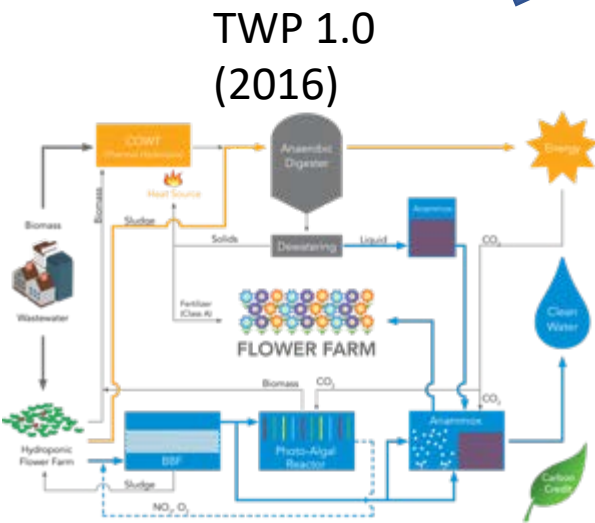 TWP 1.0
(2016)
COWT
(Thermal Hydrolysis)
Anaerobic
Digester
Energy
Heat Source
Biomass
Sludge
Biomass
Solids
Dewatering
Liquid
Anammox
CO₂
Wastewater
Fertilizer
(Class A)
Clean
Water
FLOWER FARM
Biomass
CO₂
CO₂
Hydroponic
Flower Farm
BBF
Photo-Algal
Reactor
Anammox
Carbon
Credit
Sludge
NO₃, O₂